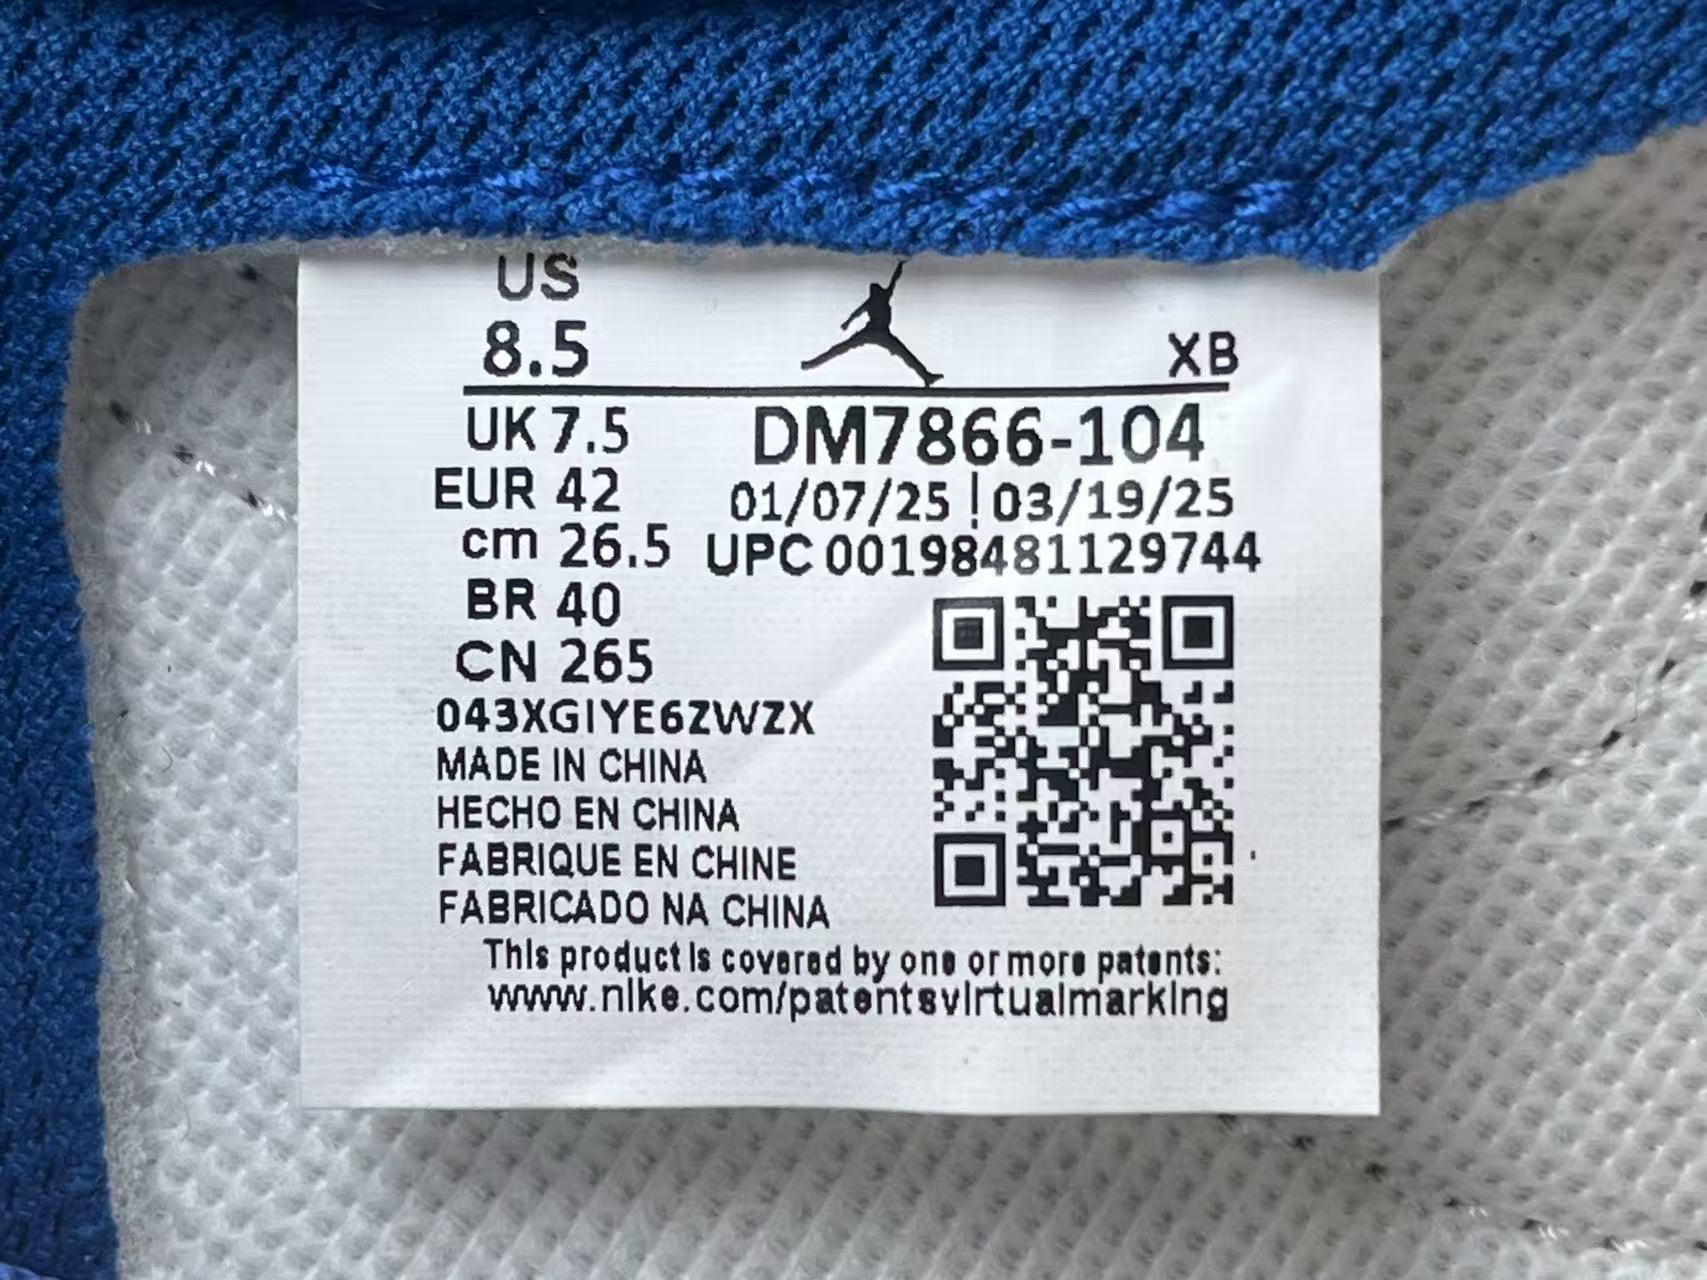 US
8.5
XB
UK 7.5
DM7866-104
EUR 42
01/07/25 | 03/19/25
cm 26.5
UPC 00198481129744
BR 40
CN 265
043XGIYE6ZWZX
MADE IN CHINA
HECHO EN CHINA
FABRIQUE EN CHINE
FABRICADO NA CHINA
This product is covered by one or more patents:
www.nike.com/patentsvirtualmarking